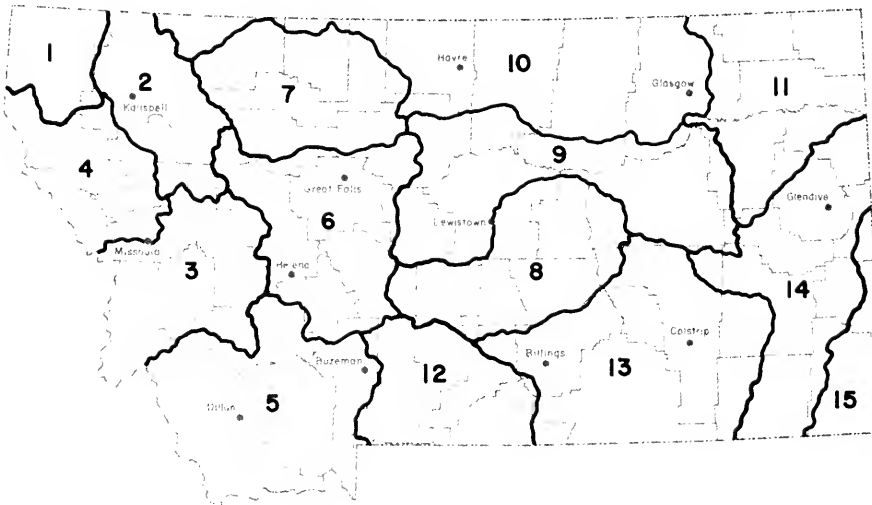 1
2
Kalispell
7
Havre
10
Glasgow
11
4
9
Great Falls
Lewistown
Glendive
6
Missoula
Helena
3
8
14
Colstrip
Bozeman
Billings
12
13
5
Dillon
15